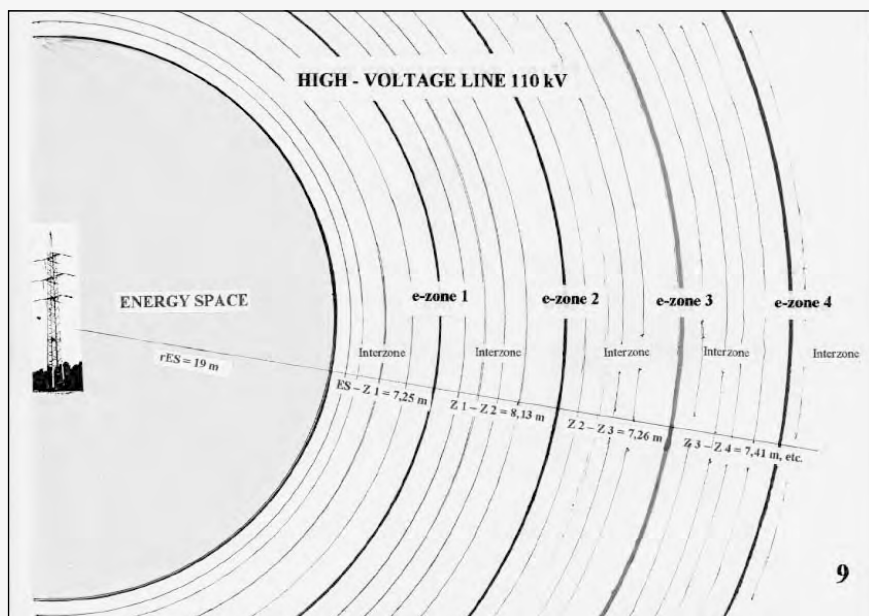 HIGH - VOLTAGE LINE 110 kV
ENERGY SPACE
e-zone 1
e-zone 2
e-zone 3
e-zone 4
Interzone
Interzone
Interzone
Interzone
Interzone
rES = 19 m
ES – Z 1 = 7,25 m
Z 1 – Z 2 = 8,13 m
Z 2 – Z 3 = 7,26 m
Z 3 – Z 4 = 7,41 m, etc.
9